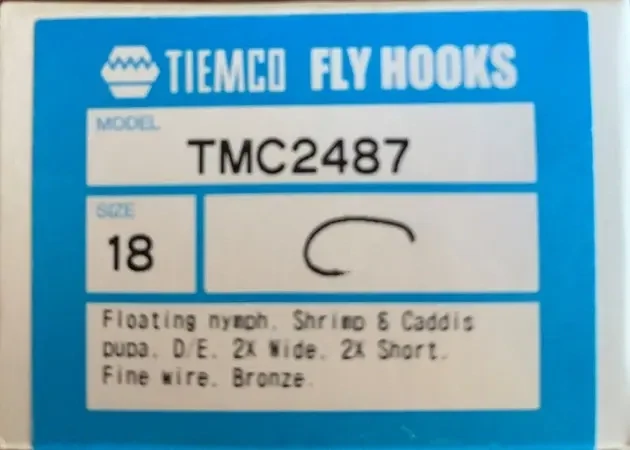 TIEMCO FLY HOOKS
MODEL
TMC2487
SIZE
18
Floating nymph. Shrimp & Caddis
pupa. D/E. 2X Wide. 2X Short.
Fine wire. Bronze.